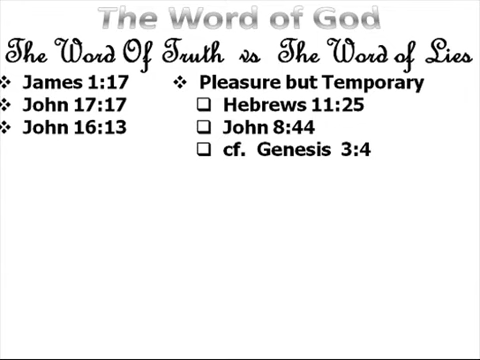 The Word of God
The Word Of Truth vs The Word of Lies
❖ James 1:17
❖ John 17:17
❖ John 16:13
❖ Pleasure but Temporary
❑ Hebrews 11:25
❑ John 8:44
❑ cf. Genesis 3:4